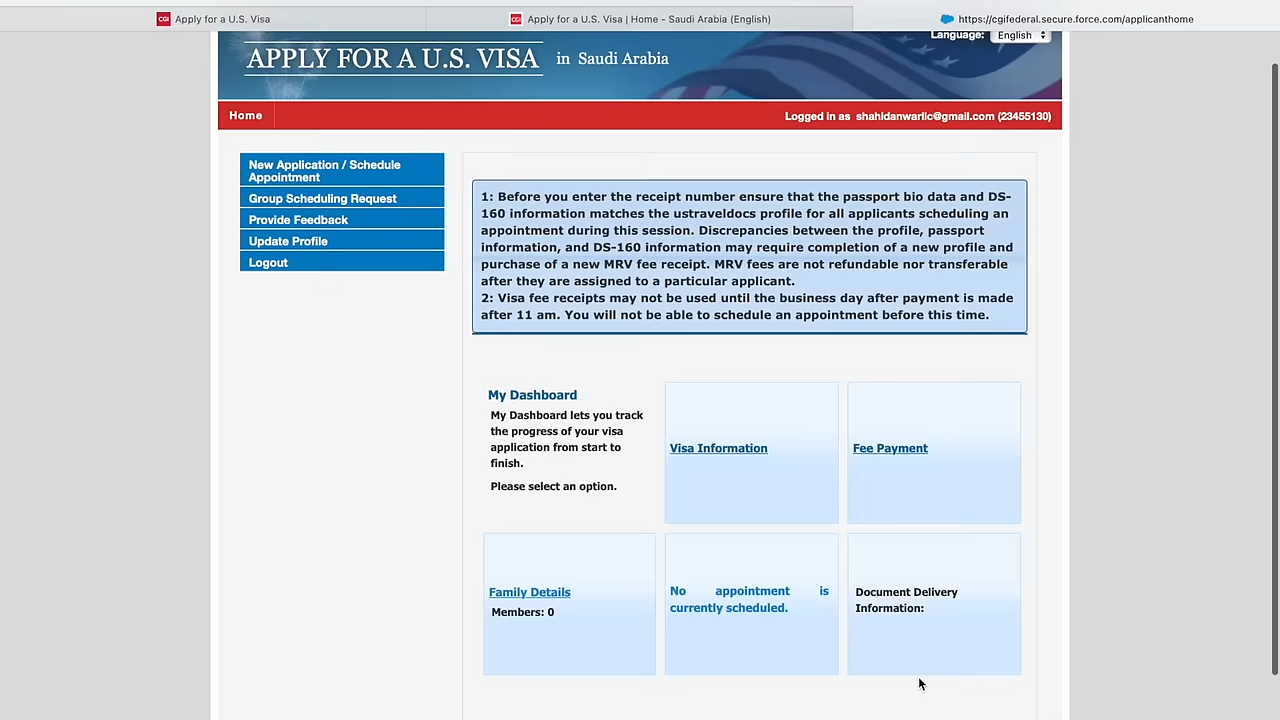 Apply for a U.S. Visa
Apply for a U.S. Visa | Home - Saudi Arabia (English)
https://cgifederal.secure.force.com/applicanthome
Language: English
APPLY FOR A U.S. VISA in Saudi Arabia
Home
Logged in as shahidanwarllc@gmail.com (23455130)
New Application / Schedule
Appointment
Group Scheduling Request
Provide Feedback
Update Profile
Logout
1: Before you enter the receipt number ensure that the passport bio data and DS-
160 information matches the ustraveldocs profile for all applicants scheduling an
appointment during this session. Discrepancies between the profile, passport
information, and DS-160 information may require completion of a new profile and
purchase of a new MRV fee receipt. MRV fees are not refundable nor transferable
after they are assigned to a particular applicant.
2: Visa fee receipts may not be used until the business day after payment is made
after 11 am. You will not be able to schedule an appointment before this time.
My Dashboard
My Dashboard lets you track
the progress of your visa
application from start to
finish.
Please select an option.
Visa Information
Fee Payment
Family Details
Members: 0
No appointment is
currently scheduled.
Document Delivery
Information: